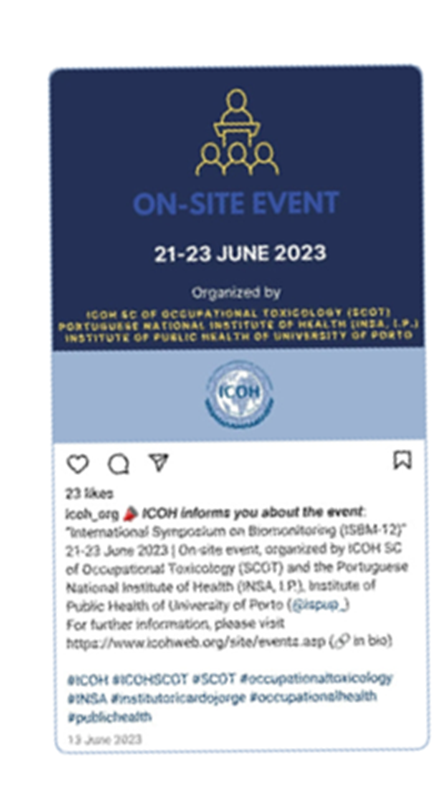 ON-SITE EVENT
21-23 JUNE 2023
Organized by
ICOH SC OF OCCUPATIONAL TOXICOLOGY (SCOT)
PORTUGUESE NATIONAL INSTITUTE OF HEALTH (INSA, I.P.)
INSTITUTE OF PUBLIC HEALTH OF UNIVERSITY OF PORTO
ICOH
23 likes
icoh_org ICOH informs you about the event:
"International Symposium on Biomonitoring (ISBM-12)"
21-23 June 2023 | On-site event, organized by ICOH SC
of Occupational Toxicology (SCOT) and the Portuguese
National Institute of Health (INSA, I.P.), Institute of
Public Health of University of Porto (@ispup_)
For further information, please visit
https://www.icohweb.org/site/events.asp (🔗 in bio)
#ICOH #ICOHSCOT #SCOT #occupationaltoxicology
#INSA #institutoricardojorge #occupationalhealth
#publichealth
13 June 2023